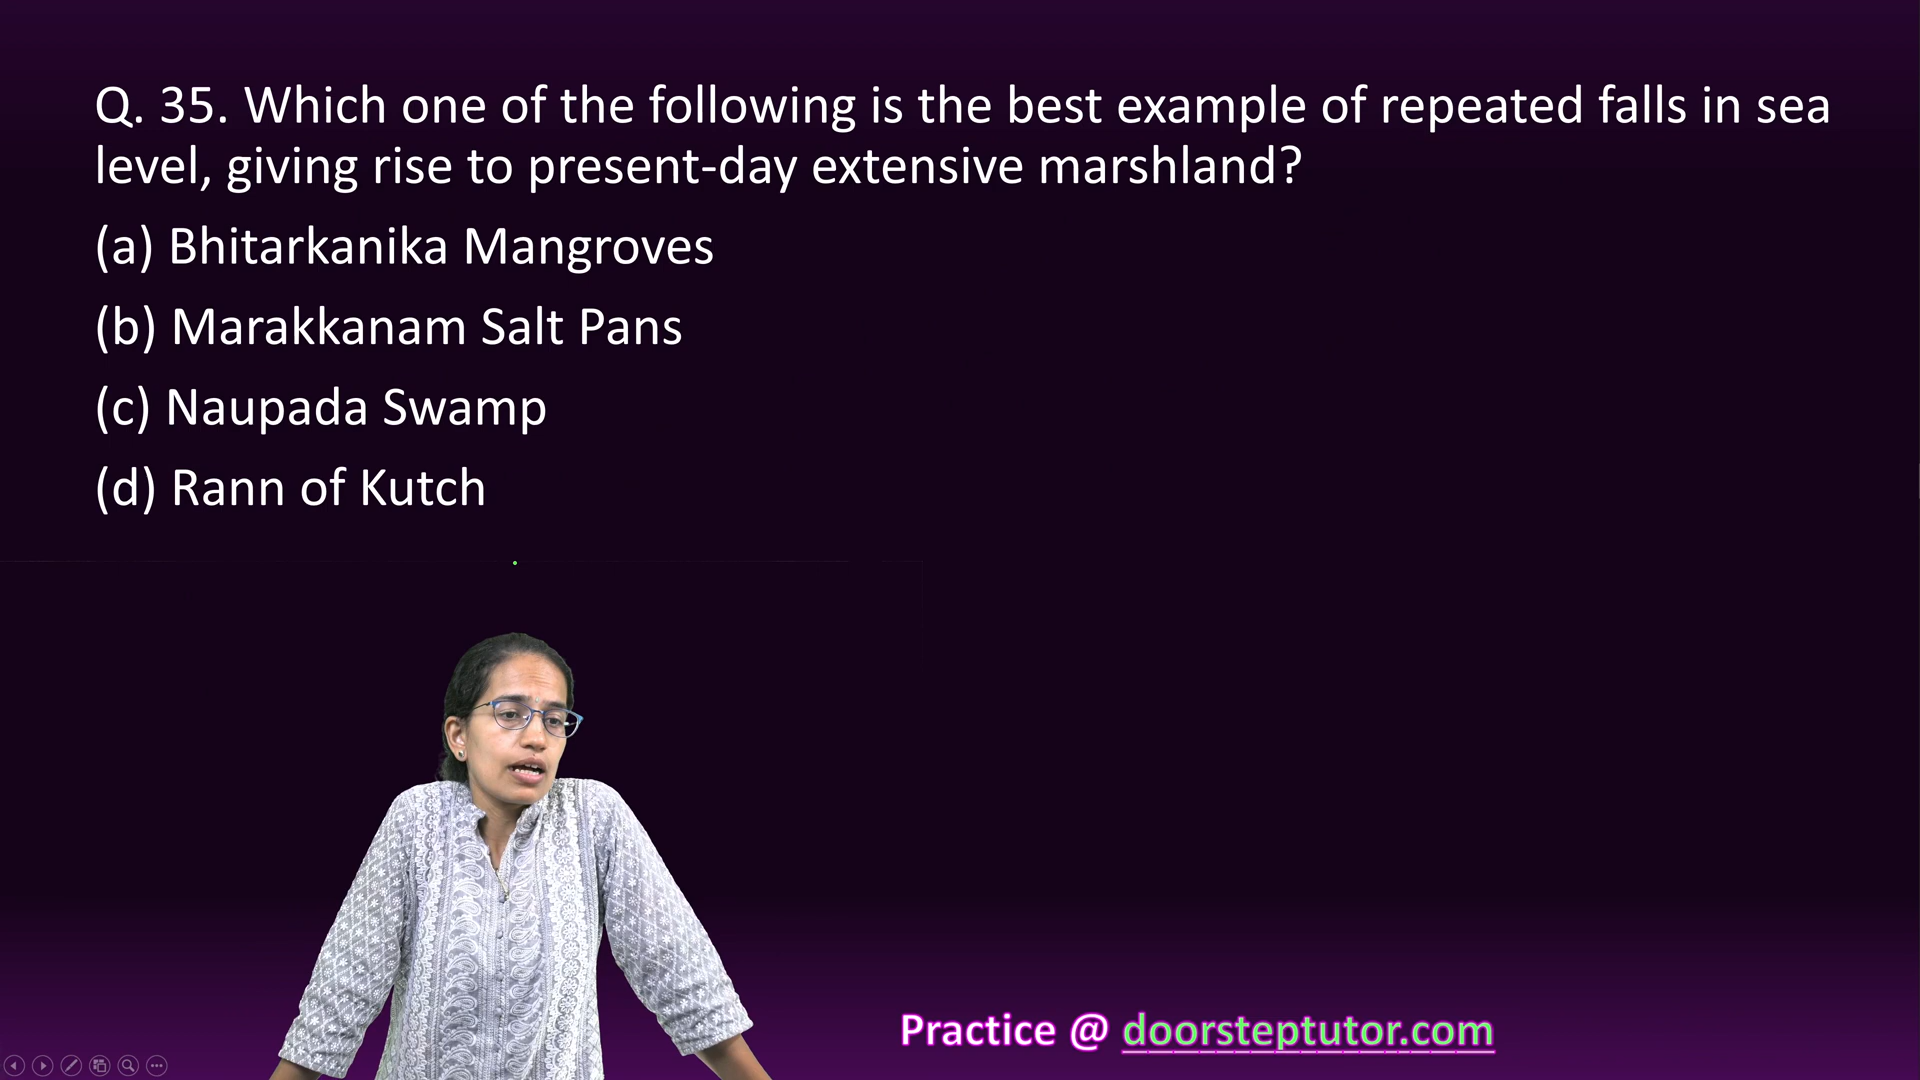 Q. 35. Which one of the following is the best example of repeated falls in sea
level, giving rise to present-day extensive marshland?
(a) Bhitarkanika Mangroves
(b) Marakkanam Salt Pans
(c) Naupada Swamp
(d) Rann of Kutch
Practice @ doorsteptutor.com